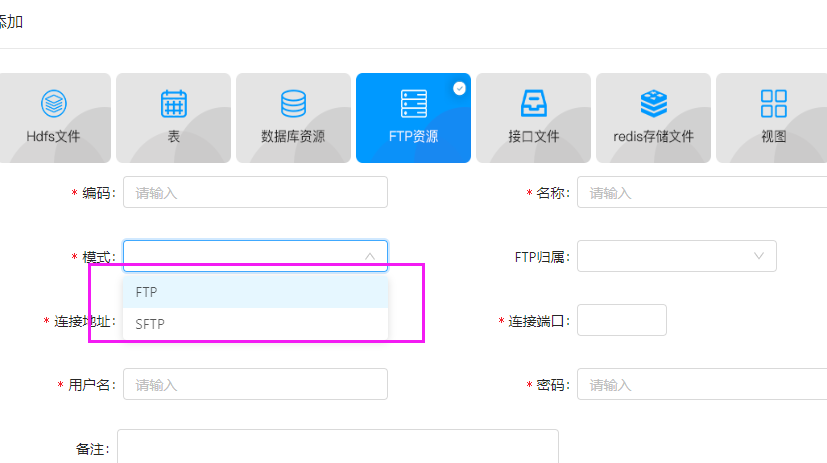 添加
Hdfs文件 表 数据库资源 FTP资源 接口文件 redis存储文件 视图
* 编码: 请输入 * 名称: 请输入
* 模式: FTP归属:
FTP
* 连接地址: SFTP * 连接端口:
* 用户名: 请输入 * 密码: 请输入
备注: